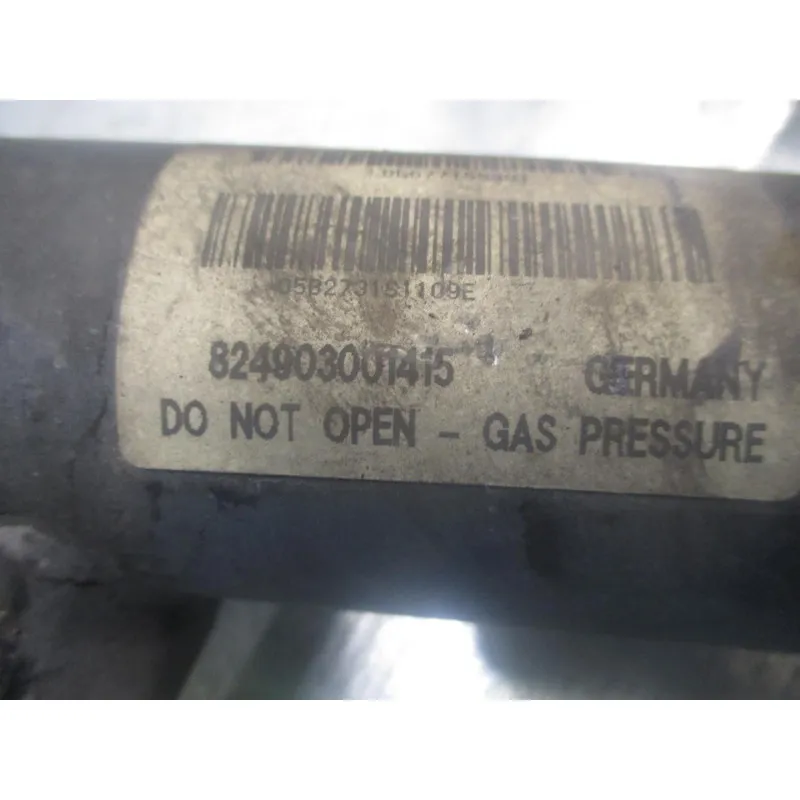 05B2731S1109E
824903001415 GERMANY
DO NOT OPEN - GAS PRESSURE